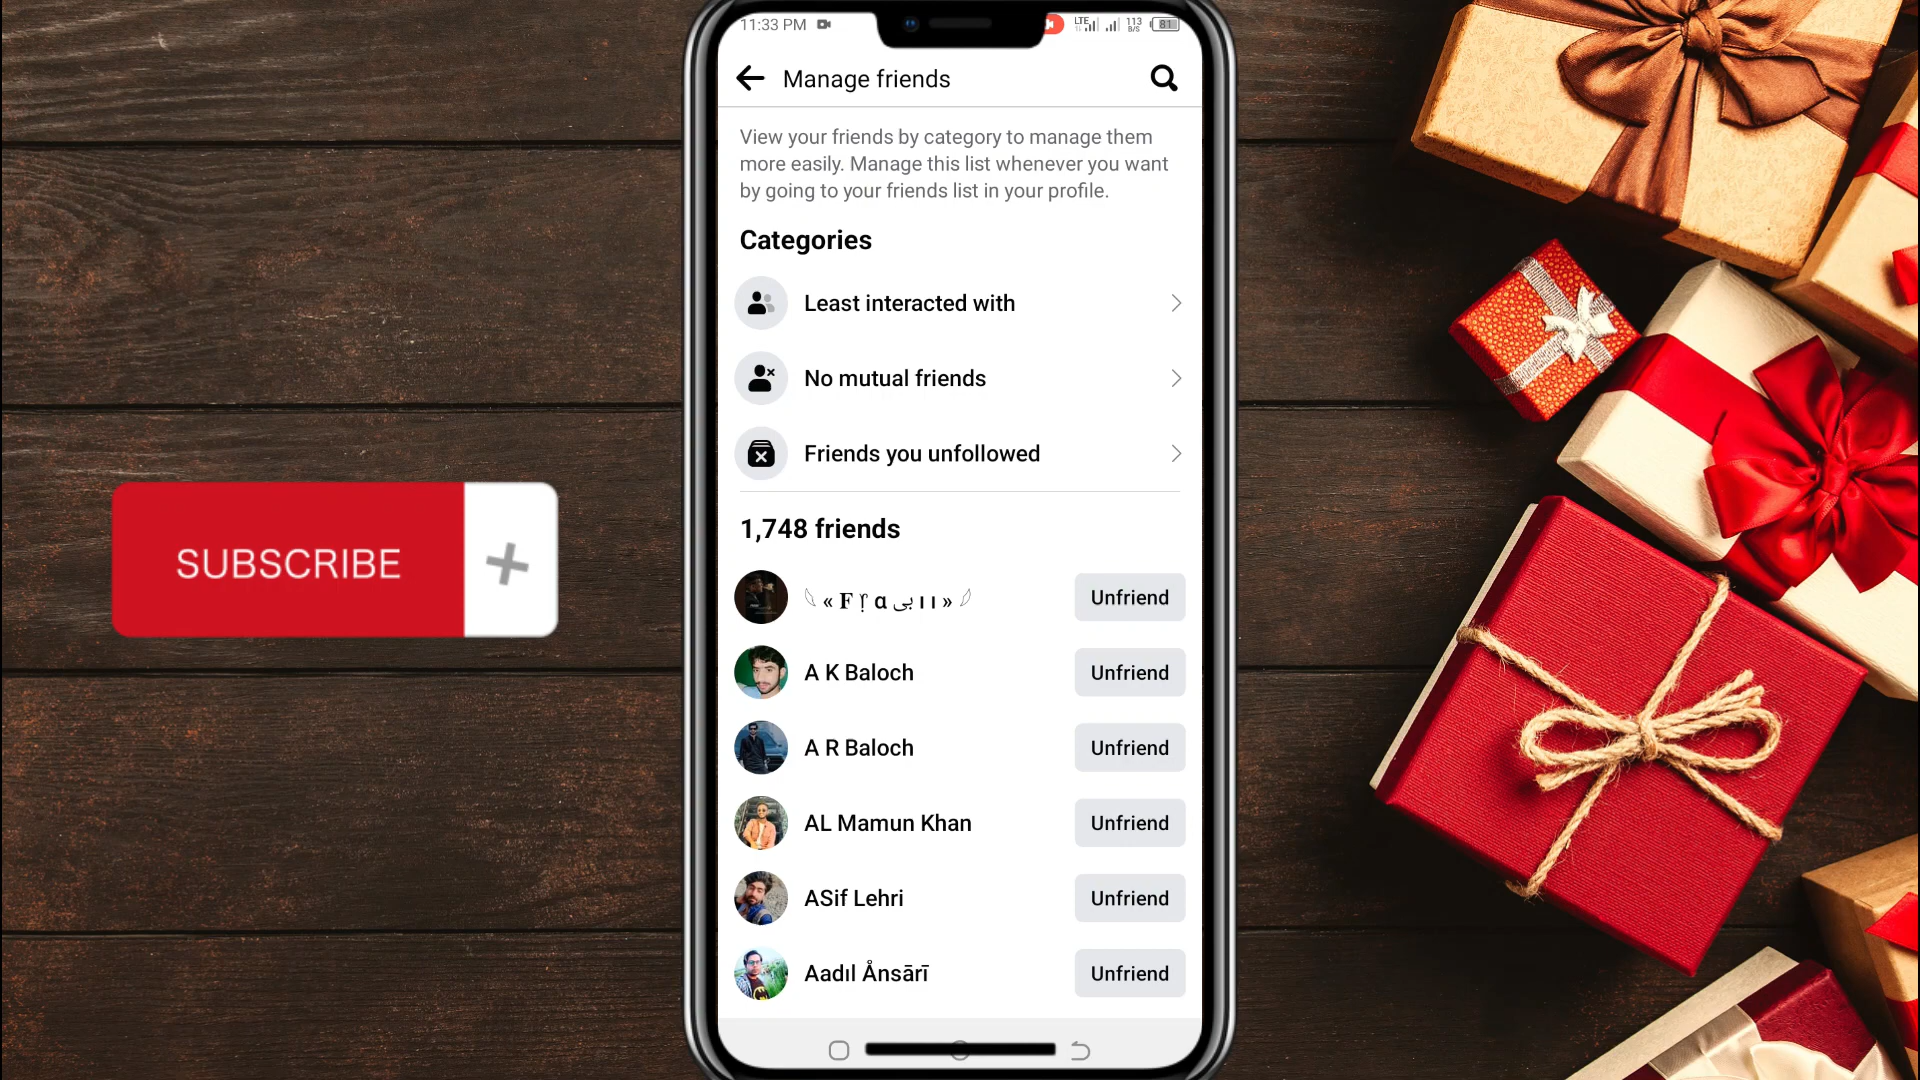 11:33 PM
LTE
113
B/S
81
Manage friends
View your friends by category to manage them
more easily. Manage this list whenever you want
by going to your friends list in your profile.
Categories
Least interacted with
No mutual friends
Friends you unfollowed
1,748 friends
Unfriend
A K Baloch
Unfriend
A R Baloch
Unfriend
AL Mamun Khan
Unfriend
ASif Lehri
Unfriend
Aadıl Ånsārī
Unfriend
SUBSCRIBE +